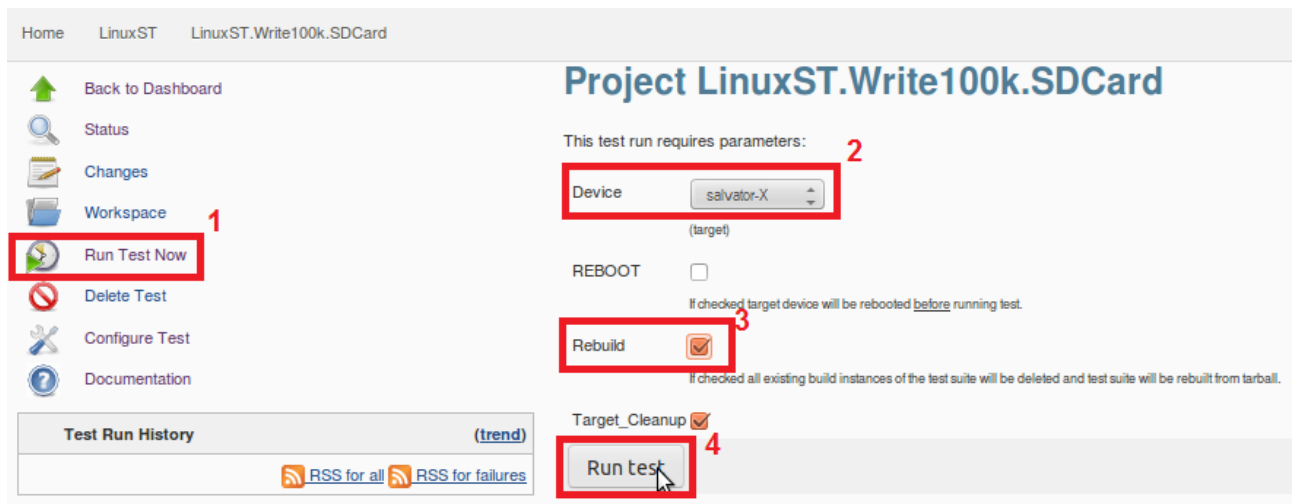 Home LinuxST LinuxST.Write100k.SDCard
Back to Dashboard
Status
Changes
Workspace
1
Run Test Now
Delete Test
Configure Test
Documentation
Test Run History (trend)
RSS for all RSS for failures
Project LinuxST.Write100k.SDCard
This test run requires parameters:
2
Device salvator-X
(target)
REBOOT
If checked target device will be rebooted before running test.
3
Rebuild
If checked all existing build instances of the test suite will be deleted and test suite will be rebuilt from tarball.
Target_Cleanup
4
Run test